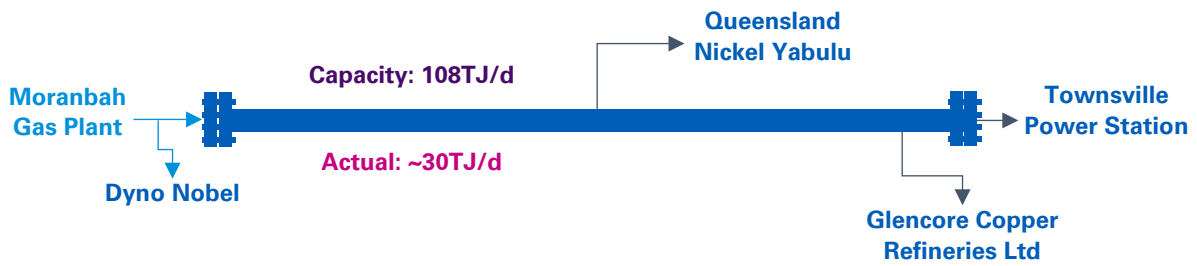 Queensland
Nickel Yabulu
Capacity: 108TJ/d
Moranbah
Gas Plant
Townsville
Power Station
Actual: ~30TJ/d
Dyno Nobel
Glencore Copper
Refineries Ltd